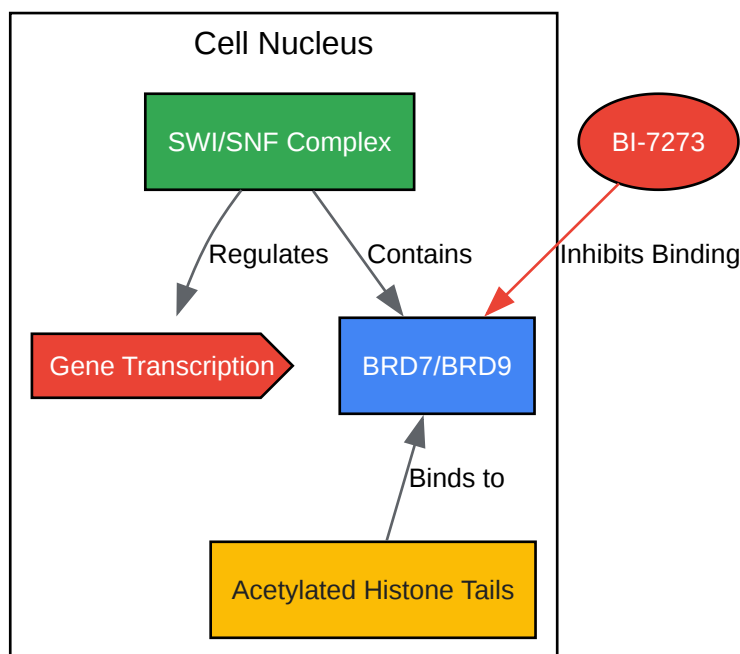 Cell Nucleus
SWI/SNF Complex
BI-7273
Regulates
Contains
Inhibits Binding
Gene Transcription
BRD7/BRD9
Binds to
Acetylated Histone Tails